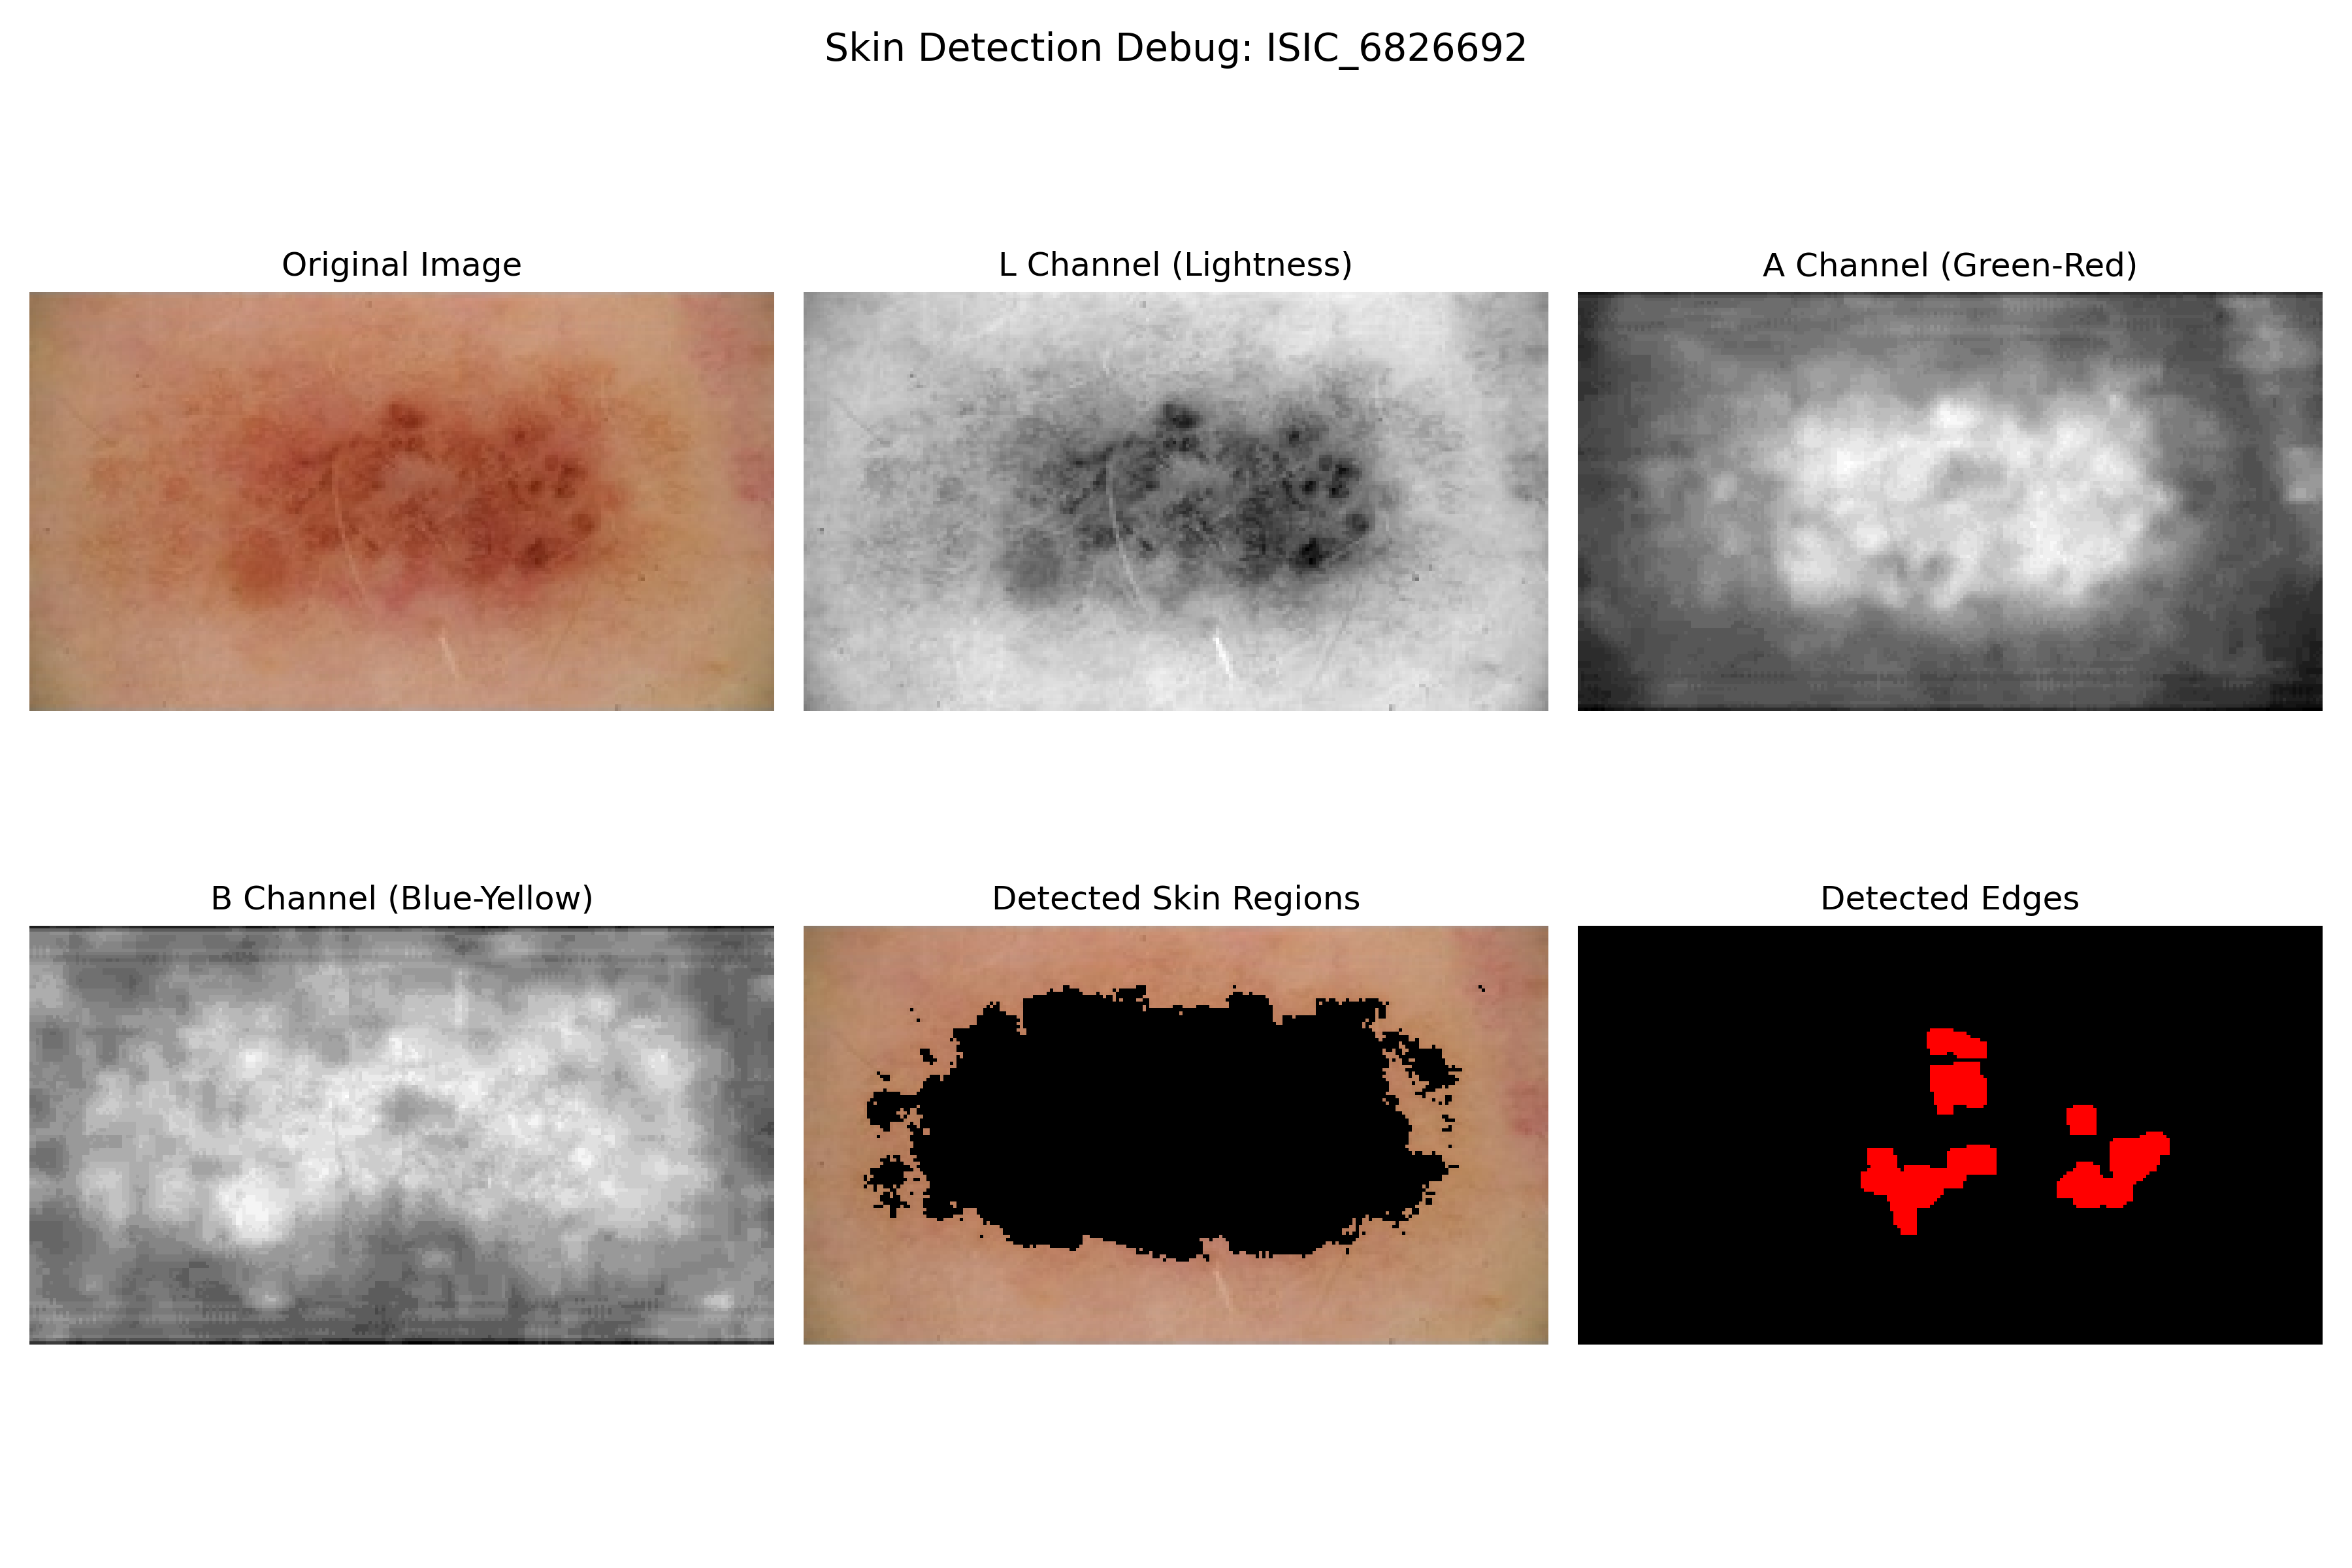 Skin Detection Debug: ISIC_6826692
Original Image
L Channel (Lightness)
A Channel (Green-Red)
B Channel (Blue-Yellow)
Detected Skin Regions
Detected Edges